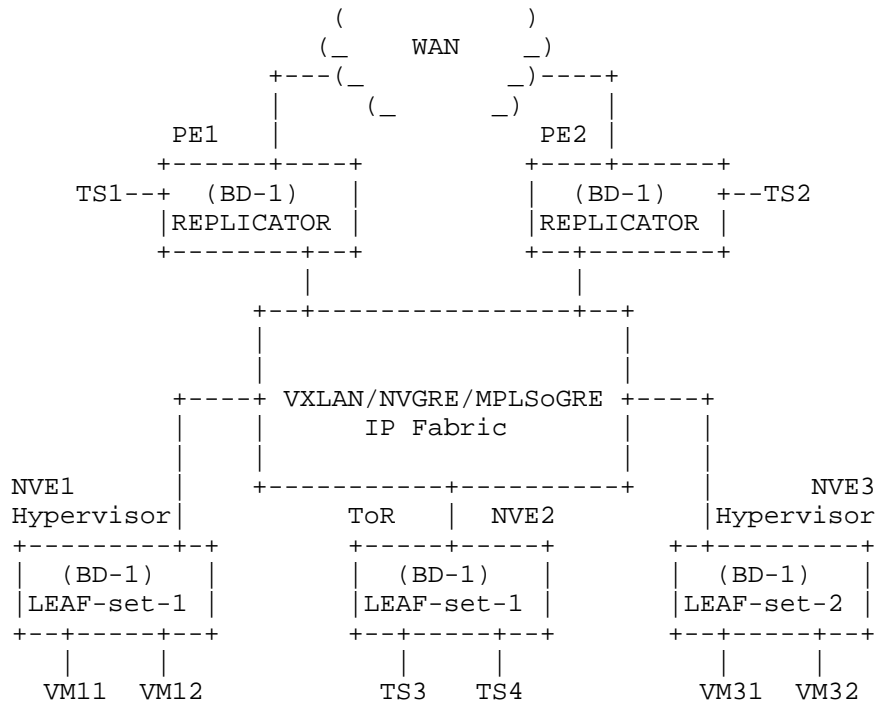 WAN
PE1 PE2
TS1 (BD-1) (BD-1) TS2
REPLICATOR REPLICATOR
VXLAN/NVGRE/MPLSoGRE
IP Fabric
NVE1 NVE3
Hypervisor ToR NVE2 Hypervisor
(BD-1) (BD-1) (BD-1)
LEAF-set-1 LEAF-set-1 LEAF-set-2
VM11 VM12 TS3 TS4 VM31 VM32